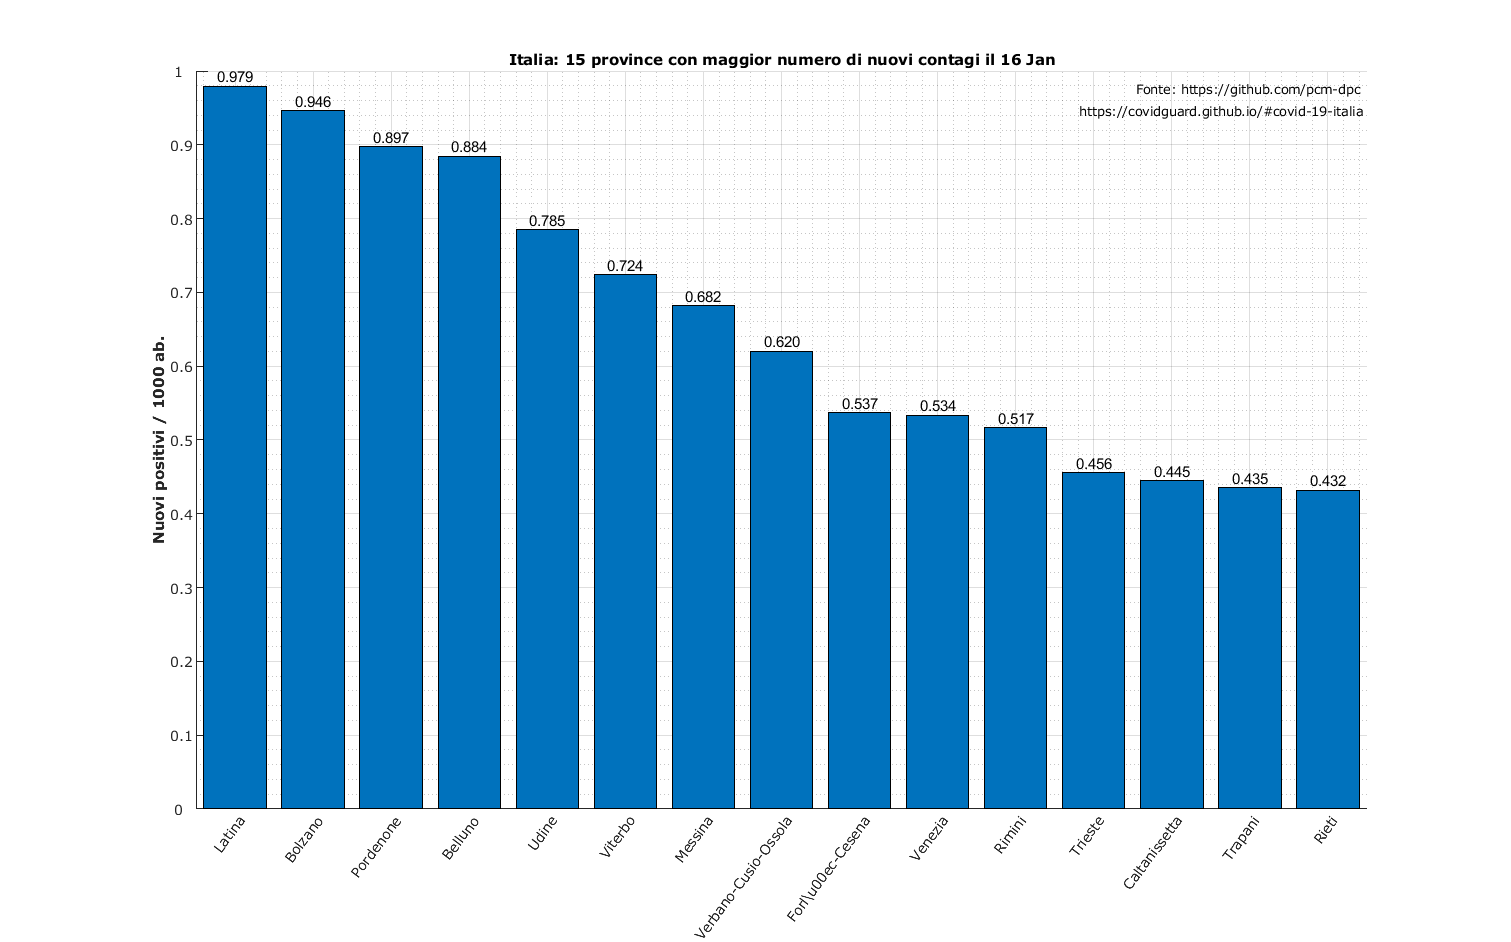 Italia: 15 province con maggior numero di nuovi contagi il 16 Jan
Fonte: https://github.com/pcm-dpc
https://covidguard.github.io/#covid-19-italia
Nuovi positivi / 1000 ab.
1
0.9
0.8
0.7
0.6
0.5
0.4
0.3
0.2
0.1
0
0.979
0.946
0.897
0.884
0.785
0.724
0.682
0.620
0.537
0.534
0.517
0.456
0.445
0.435
0.432
Latina
Bolzano
Pordenone
Belluno
Udine
Viterbo
Messina
Verbano-Cusio-Ossola
Forl\u00ec-Cesena
Venezia
Rimini
Trieste
Caltanissetta
Trapani
Rieti